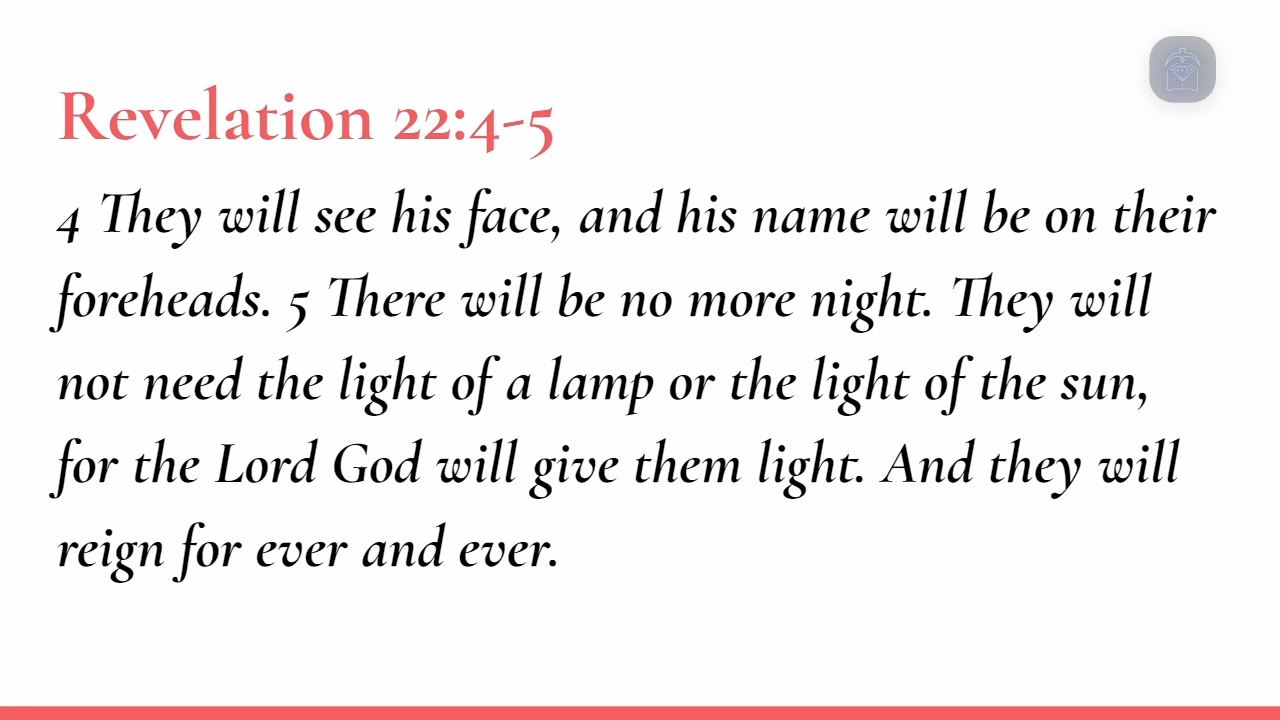 Revelation 22:4-5
4 They will see his face, and his name will be on their
foreheads. 5 There will be no more night. They will
not need the light of a lamp or the light of the sun,
for the Lord God will give them light. And they will
reign for ever and ever.